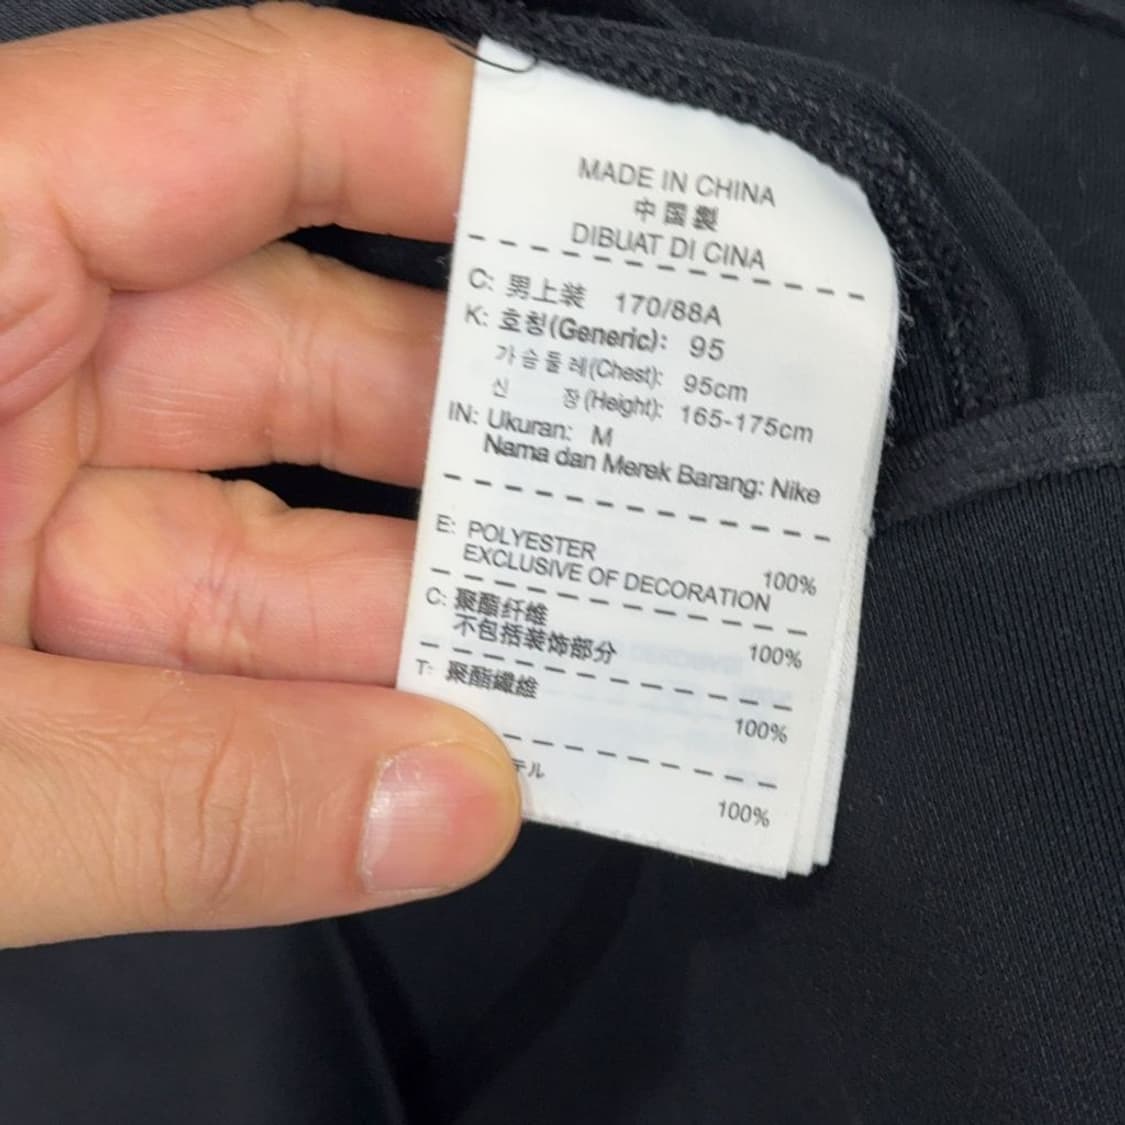 MADE IN CHINA
中国製
DIBUAT DI CINA
C: 男上装 170/88A
K: 호칭(Generic): 95
가슴둘레(Chest): 95cm
신 장(Height): 165-175cm
IN: Ukuran: M
Nama dan Merek Barang: Nike
E: POLYESTER 100%
EXCLUSIVE OF DECORATION
C: 聚酯纤维 100%
不包括装饰部分
T: 聚酯纖維 100%
テル 100%